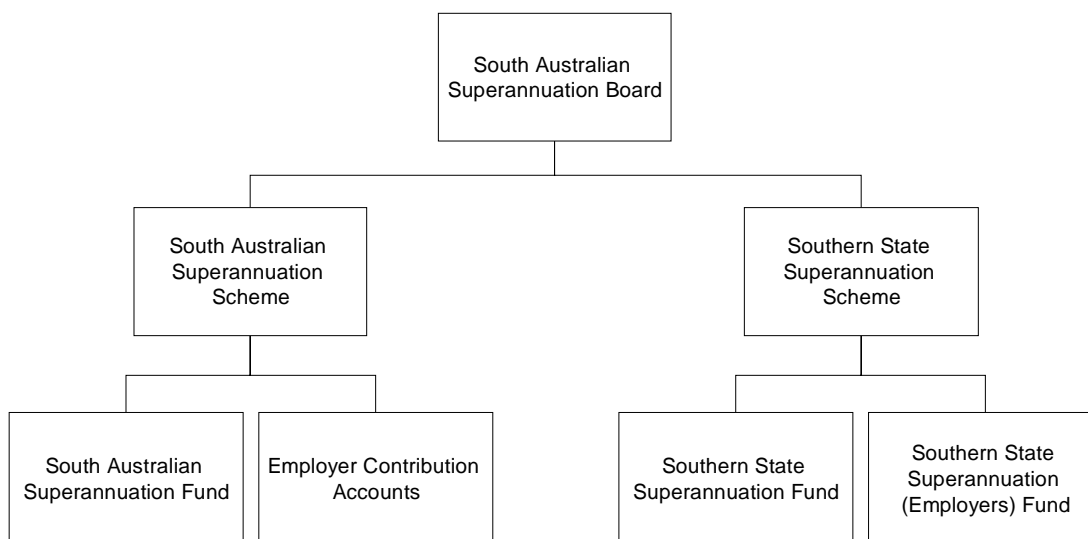 South Australian
Superannuation Board
South Australian
Superannuation
Scheme
Southern State
Superannuation
Scheme
South Australian
Superannuation Fund
Employer Contribution
Accounts
Southern State
Superannuation Fund
Southern State
Superannuation
(Employers) Fund